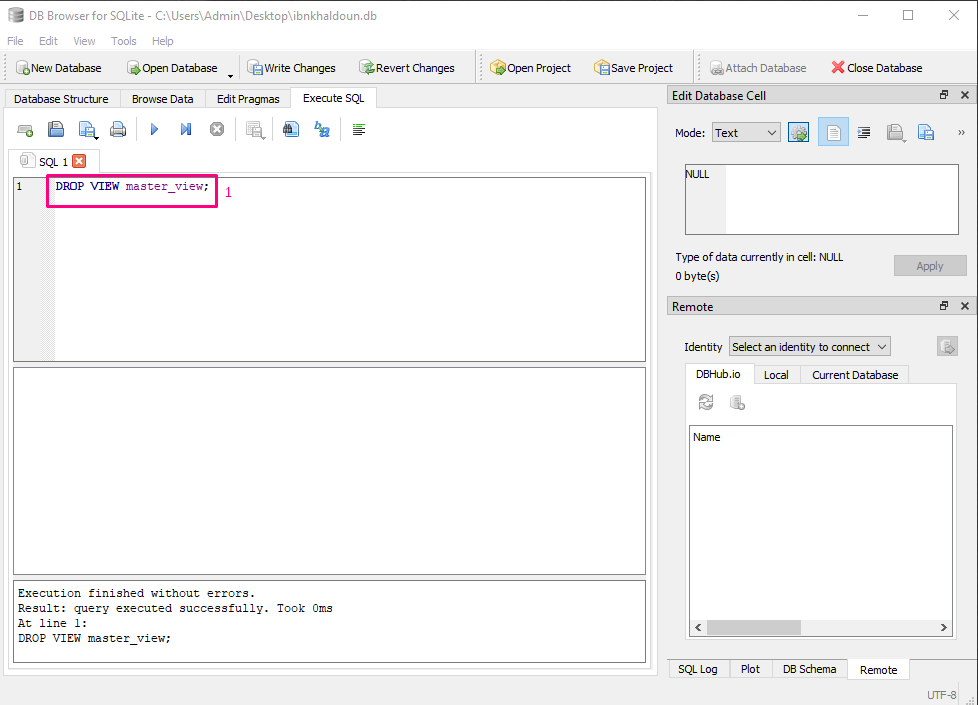 DB Browser for SQLite - C:\Users\Admin\Desktop\ibnkhaldoun.db
File Edit View Tools Help
New Database Open Database Write Changes Revert Changes Open Project Save Project Attach Database Close Database
Database Structure Browse Data Edit Pragmas Execute SQL
SQL 1
1 DROP VIEW master_view; 1
Execution finished without errors.
Result: query executed successfully. Took 0ms
At line 1:
DROP VIEW master_view;
Edit Database Cell
Mode: Text
NULL
Type of data currently in cell: NULL
0 byte(s)
Apply
Remote
Identity Select an identity to connect
DBHub.io Local Current Database
Name
SQL Log Plot DB Schema Remote
UTF-8